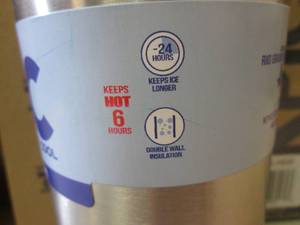 -24
HOURS
KEEPS ICE
LONGER
KEEPS
HOT
6
HOURS
DOUBLE WALL
INSULATION
C